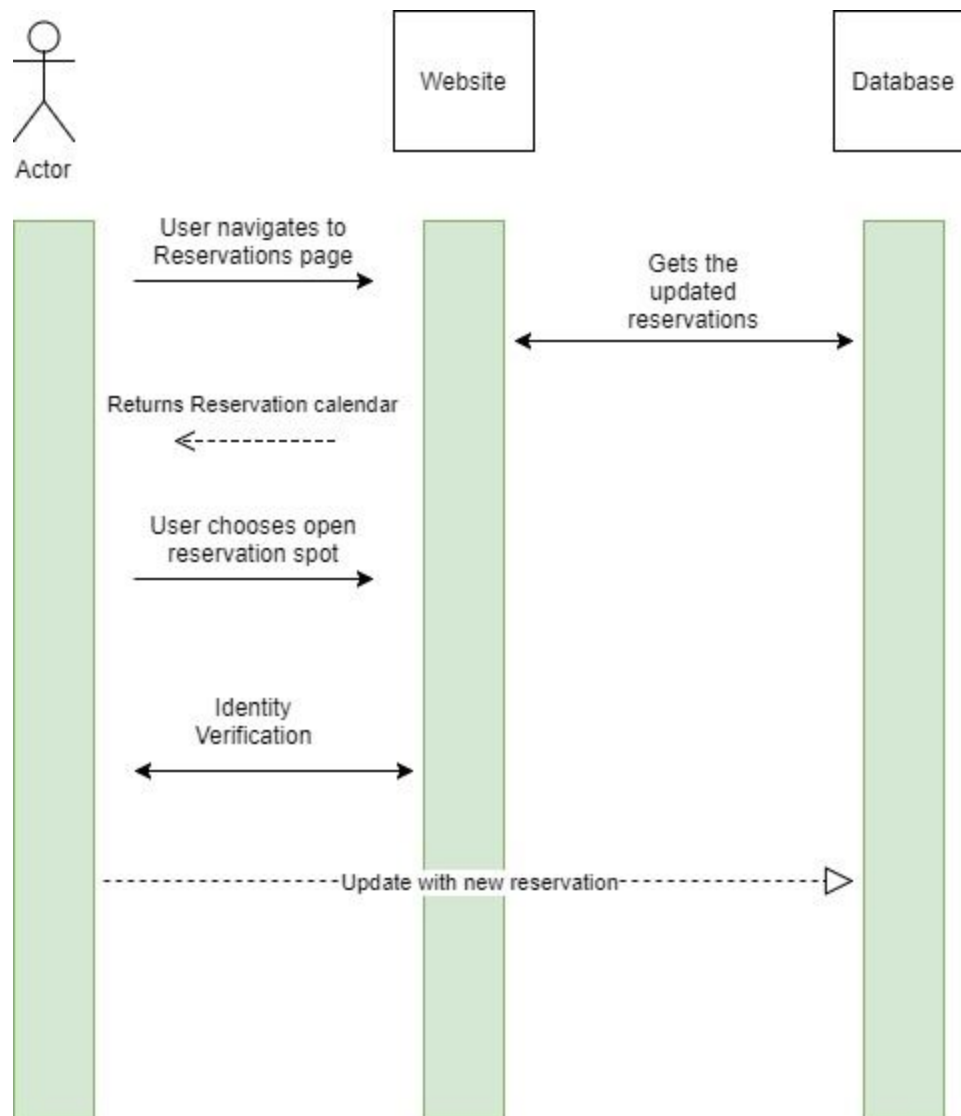 Website
Database
Actor
User navigates to
Reservations page
Gets the
updated
reservations
Returns Reservation calendar
User chooses open
reservation spot
Identity
Verification
Update with new reservation